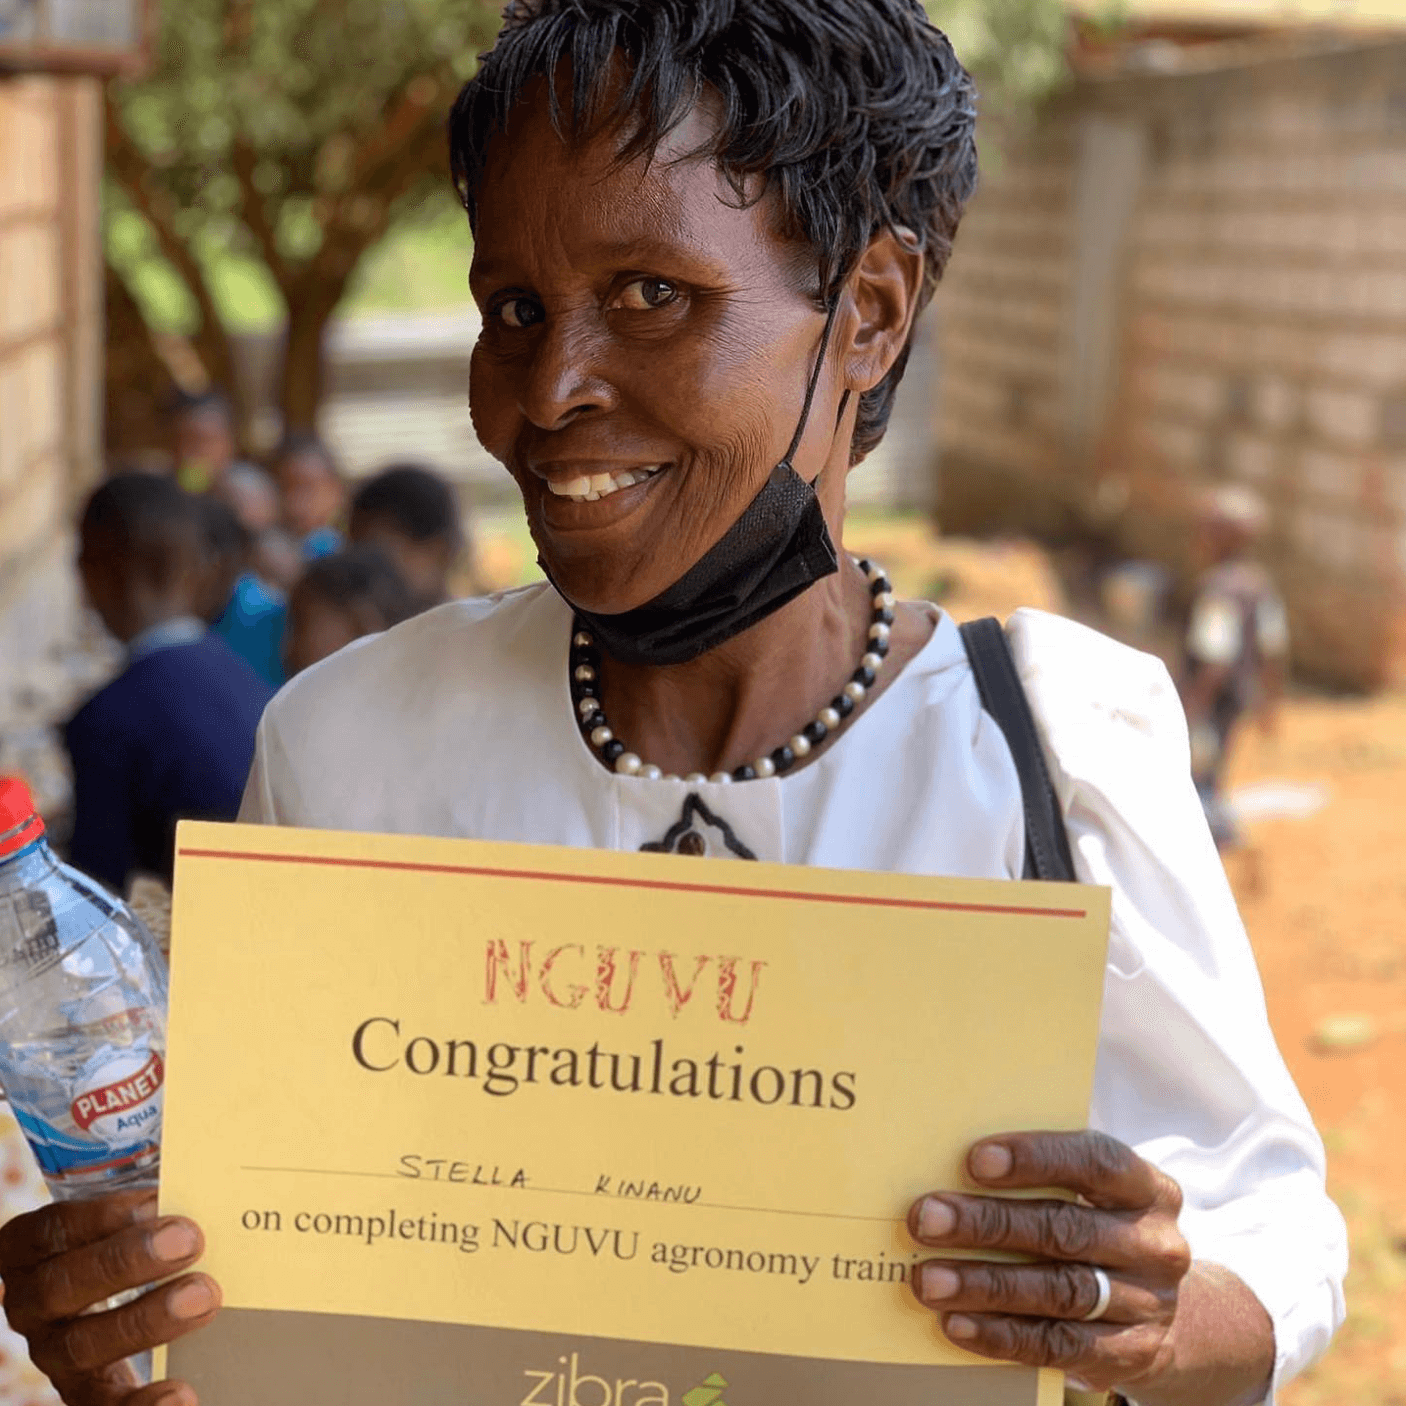 NGUVU
Congratulations
STELLA KINANU
on completing NGUVU agronomy traini
zibra
PLANET
Aqua